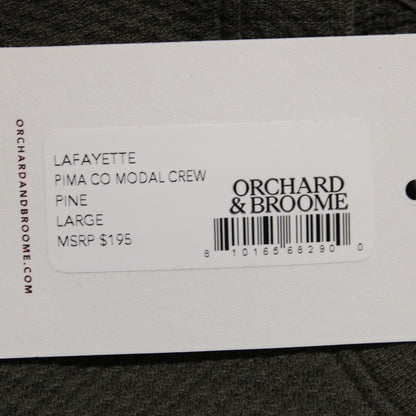 ORCHARDANDBROOME.COM
LAFAYETTE
PIMA CO MODAL CREW
PINE
LARGE
MSRP $195
ORCHARD
& BROOME
8 10165 68290 0